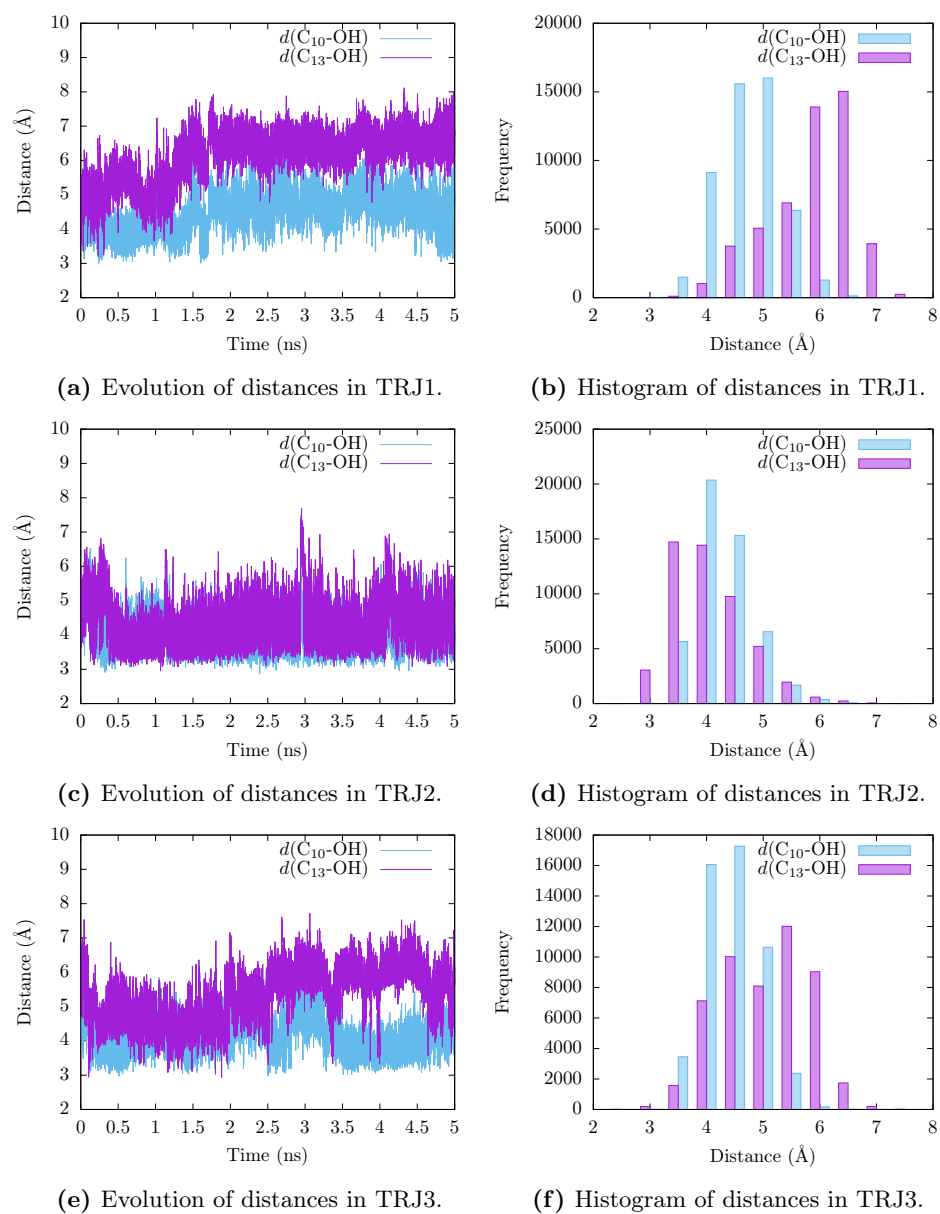 10
9
8
7
6
5
4
3
2
0 0.5 1 1.5 2 2.5 3 3.5 4 4.5 5
Distance (Å)
Time (ns)
d(C10-OH)
d(C13-OH)
20000
15000
10000
5000
0
2 3 4 5 6 7 8
Frequency
Distance (Å)
d(C10-OH)
d(C13-OH)
(a) Evolution of distances in TRJ1.
(b) Histogram of distances in TRJ1.
10
9
8
7
6
5
4
3
2
0 0.5 1 1.5 2 2.5 3 3.5 4 4.5 5
Distance (Å)
Time (ns)
d(C10-OH)
d(C13-OH)
25000
20000
15000
10000
5000
0
2 3 4 5 6 7 8
Frequency
Distance (Å)
d(C10-OH)
d(C13-OH)
(c) Evolution of distances in TRJ2.
(d) Histogram of distances in TRJ2.
10
9
8
7
6
5
4
3
2
0 0.5 1 1.5 2 2.5 3 3.5 4 4.5 5
Distance (Å)
Time (ns)
d(C10-OH)
d(C13-OH)
18000
16000
14000
12000
10000
8000
6000
4000
2000
0
2 3 4 5 6 7 8
Frequency
Distance (Å)
d(C10-OH)
d(C13-OH)
(e) Evolution of distances in TRJ3.
(f) Histogram of distances in TRJ3.